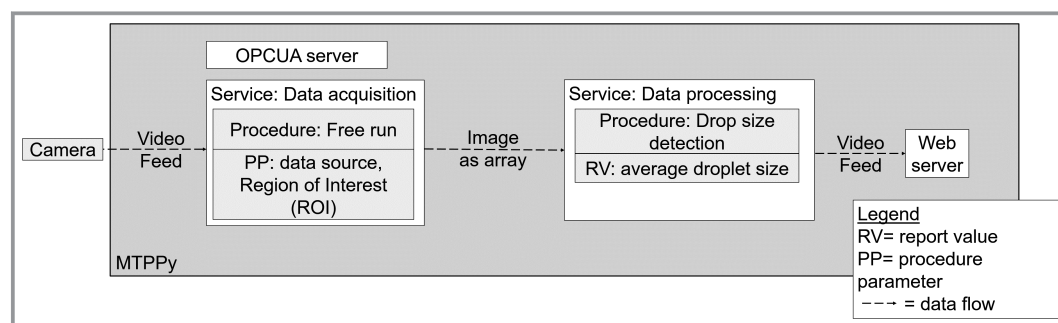 OPCUA server
Service: Data acquisition
Procedure: Free run
PP: data source,
Region of Interest
(ROI)
Camera
Video
Feed
Image
as array
Service: Data processing
Procedure: Drop size
detection
RV: average droplet size
Video
Feed
Web
server
MTPPy
Legend
RV= report value
PP= procedure
parameter
= data flow